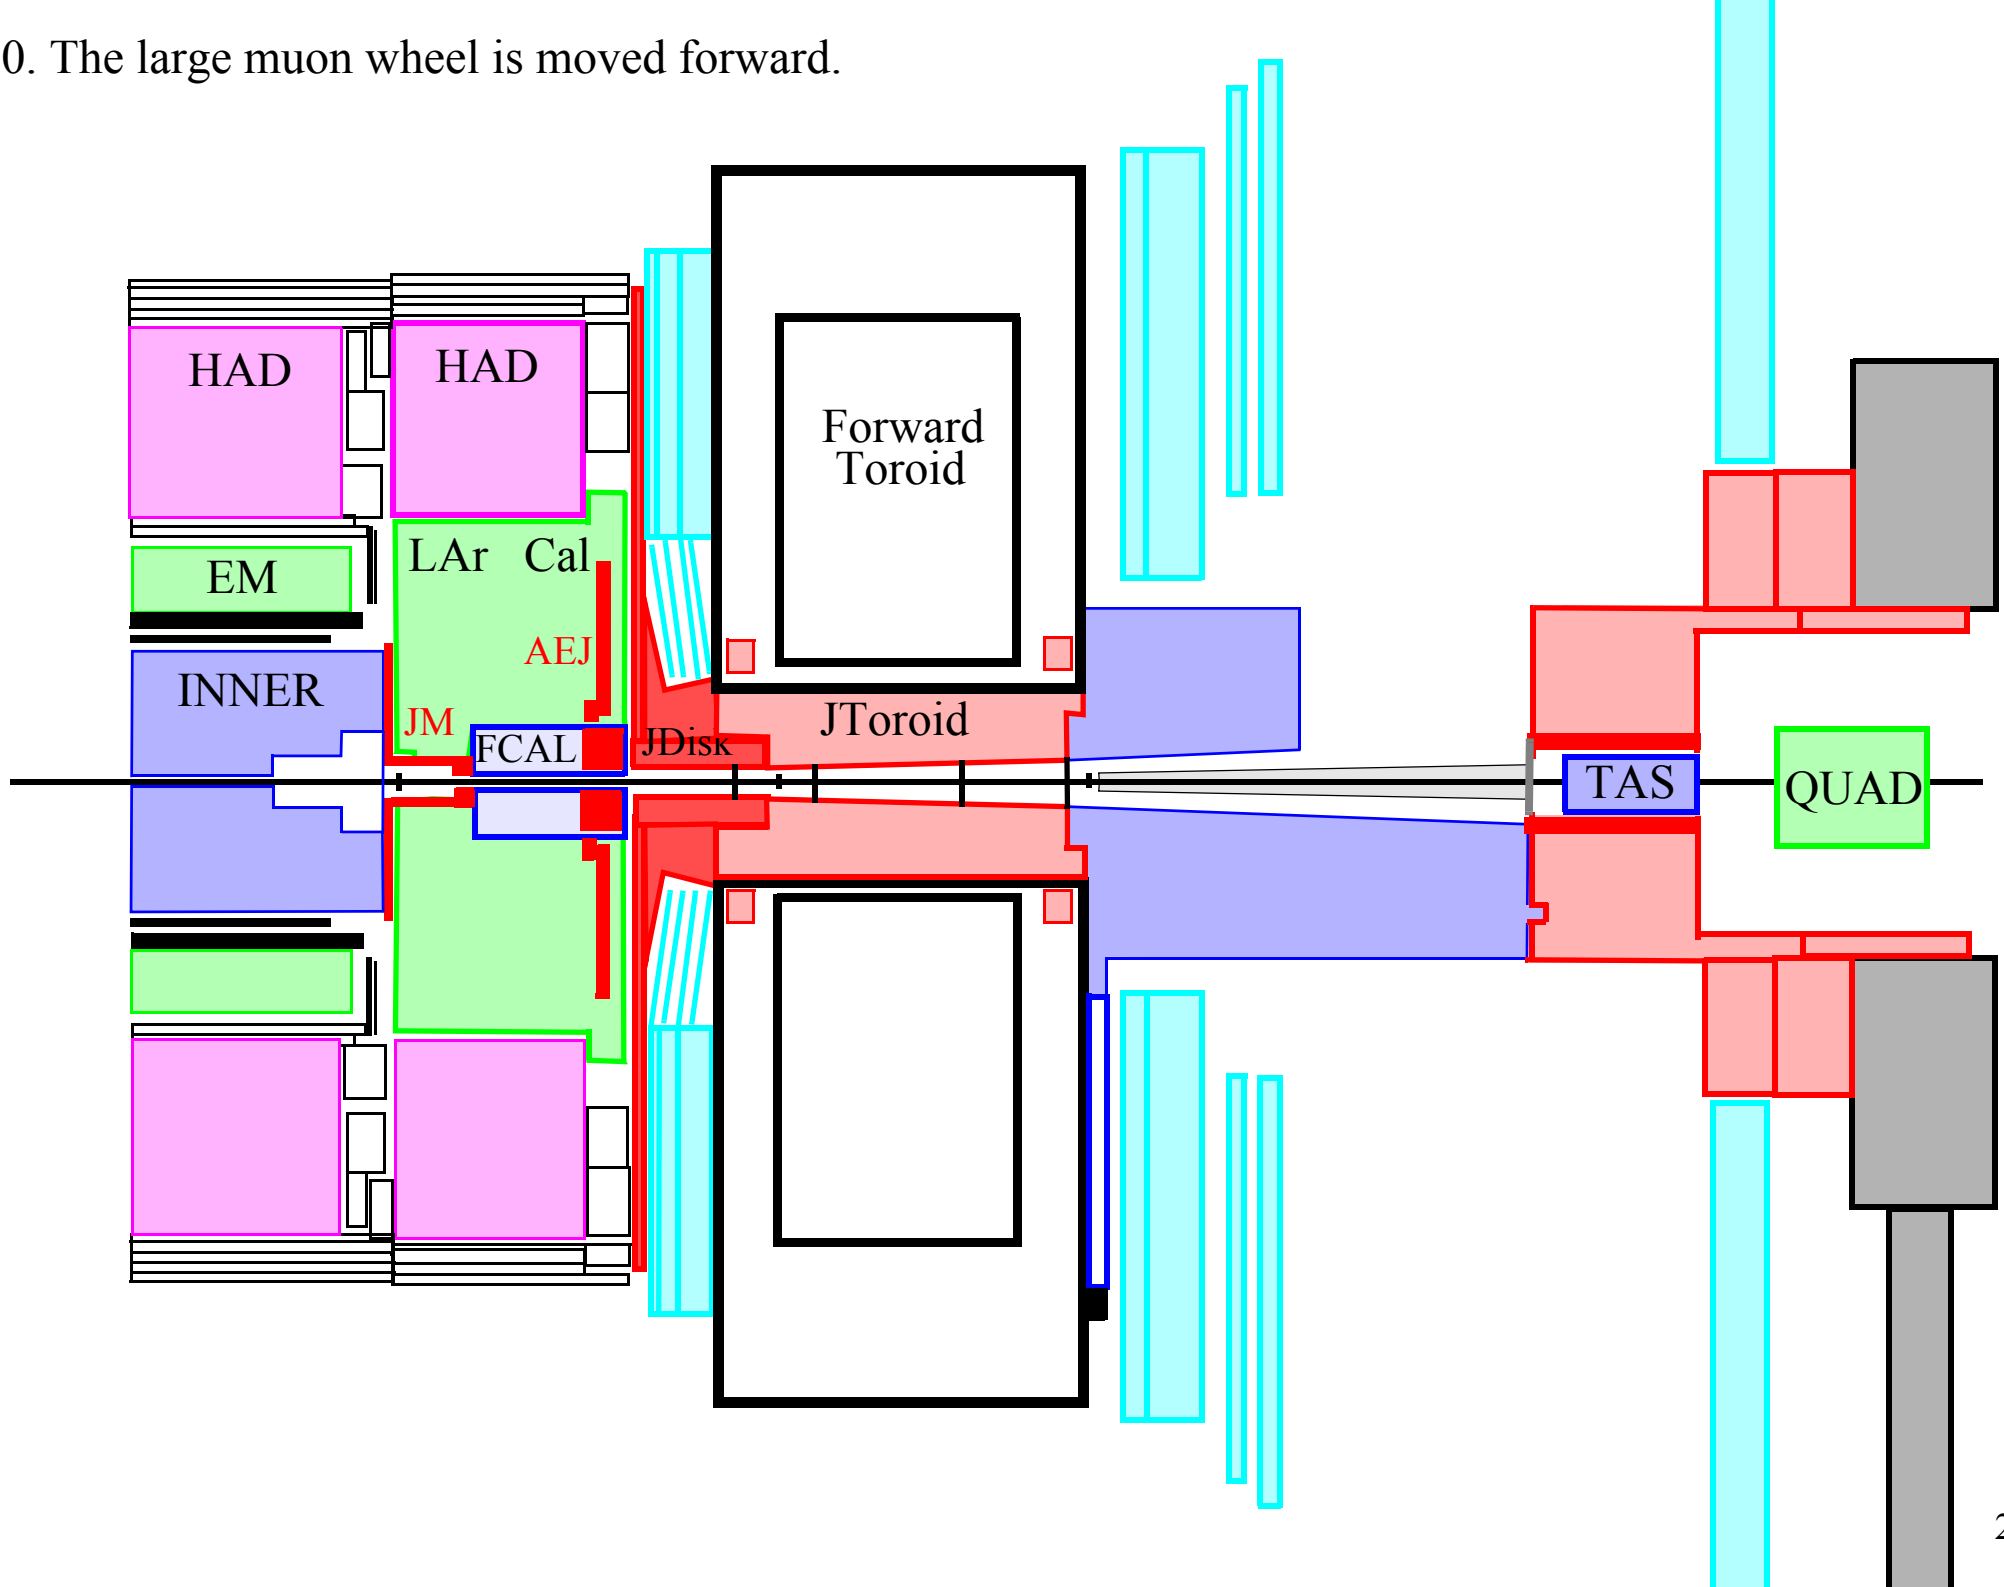 0. The large muon wheel is moved forward.
HAD
HAD
Forward
Toroid
LAr Cal
EM
AEJ
INNER
JM
JToroid
FCAL
JDisk
TAS
QUAD
2